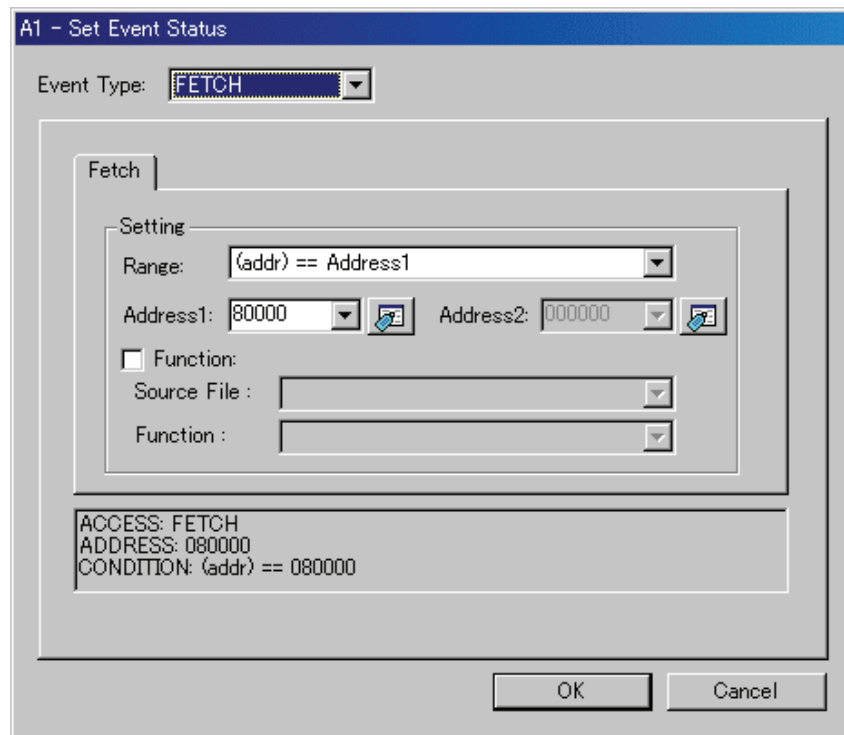 A1 - Set Event Status
Event Type: FETCH
Fetch
Setting
Range: (addr) == Address1
Address1: 80000 Address2: 000000
Function:
Source File :
Function :
ACCESS: FETCH
ADDRESS: 080000
CONDITION: (addr) == 080000
OK Cancel